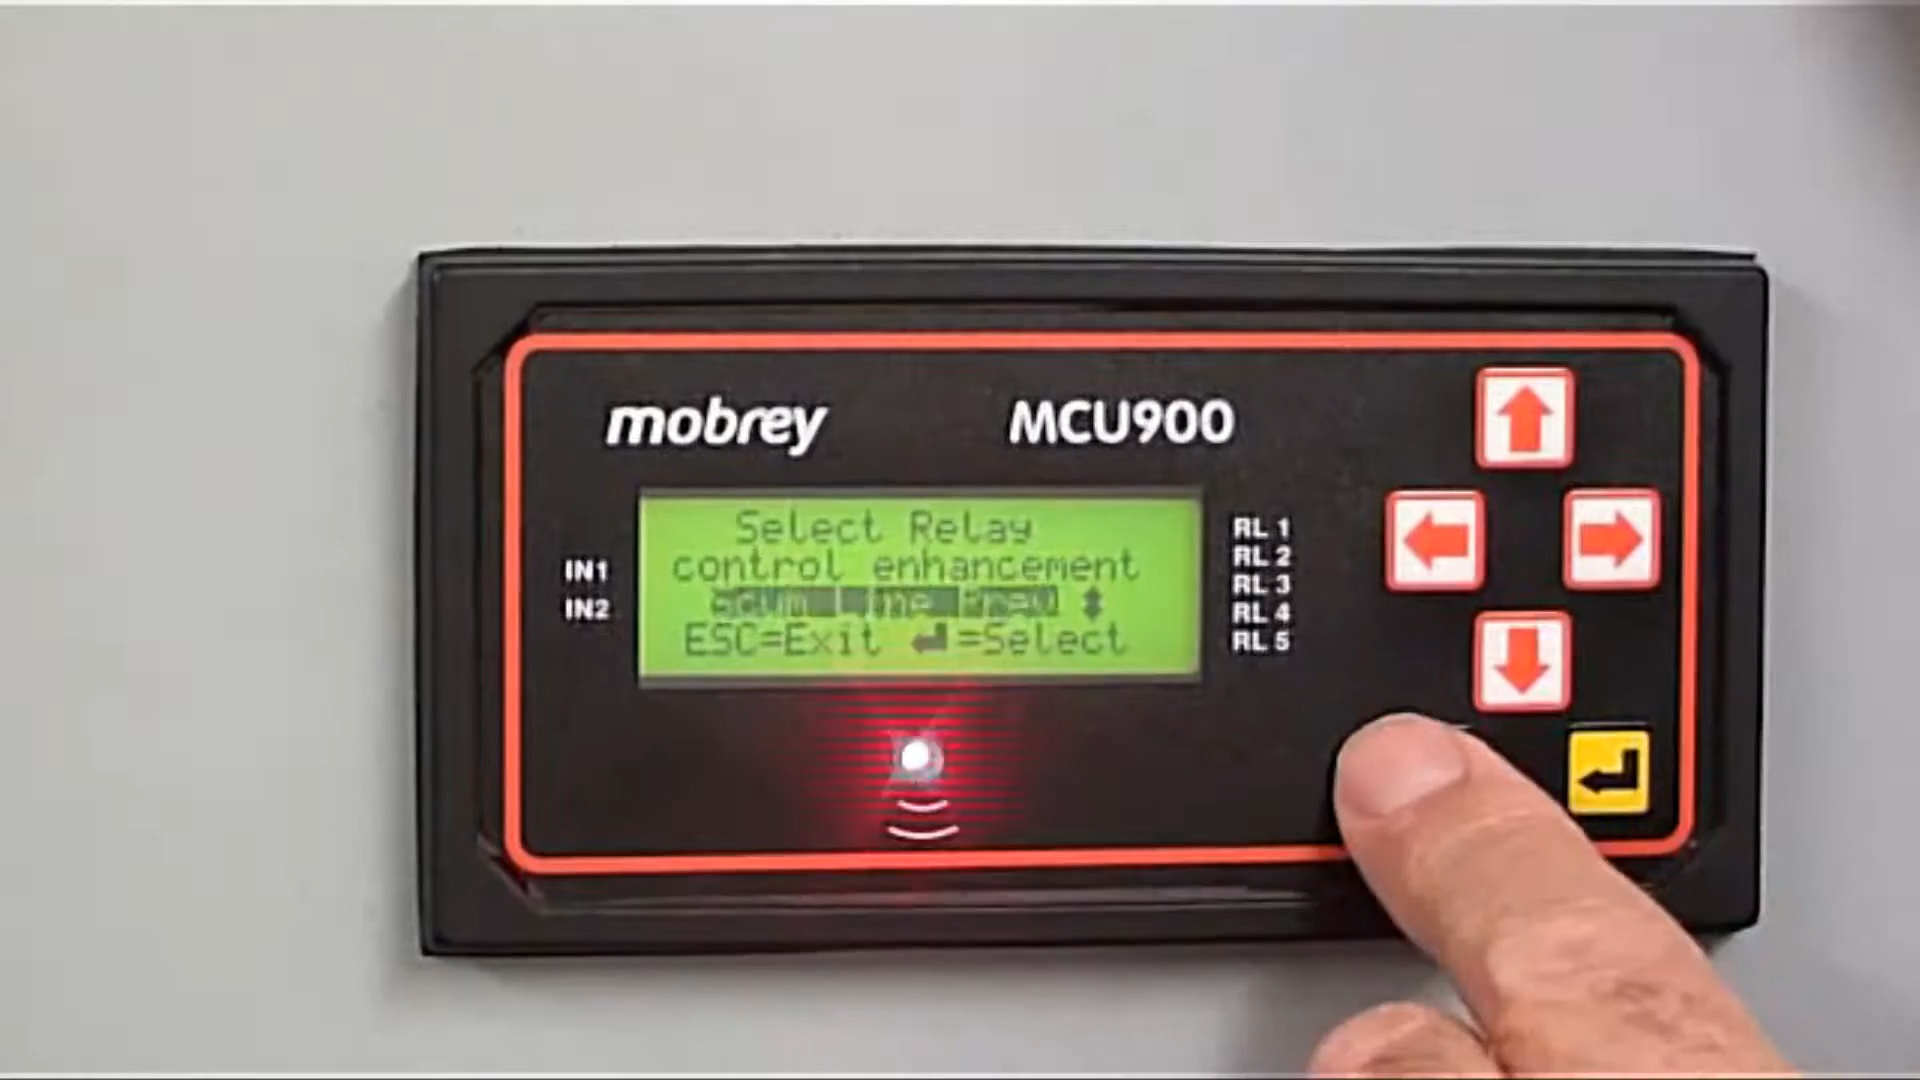 mobrey
MCU900
Select Relay
control enhancement
ESC=Exit ↵=Select
IN1
IN2
RL 1
RL 2
RL 3
RL 4
RL 5